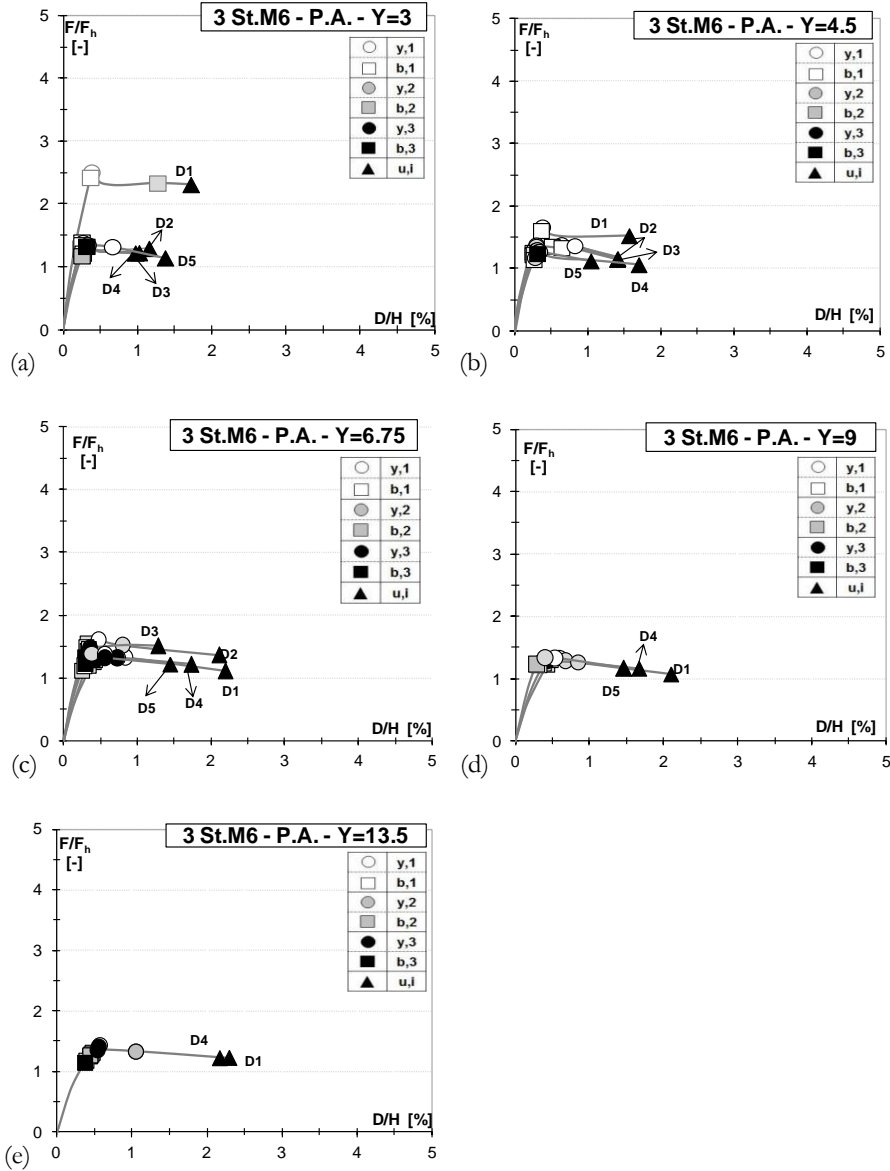 3 St.M6 - P.A. - Y=3
F/Fh
[-]
5
4
3
2
1
0
y,1
b,1
y,2
b,2
y,3
b,3
u,i
D1
D2
D5
D4
D3
D/H [%]
0 1 2 3 4 5
(a)
3 St.M6 - P.A. - Y=4.5
F/Fh
[-]
5
4
3
2
1
0
y,1
b,1
y,2
b,2
y,3
b,3
u,i
D1
D2
D3
D5
D4
D/H [%]
0 1 2 3 4 5
(b)
3 St.M6 - P.A. - Y=6.75
F/Fh
[-]
5
4
3
2
1
0
y,1
b,1
y,2
b,2
y,3
b,3
u,i
D3
D2
D1
D5
D4
D/H [%]
0 1 2 3 4 5
(c)
3 St.M6 - P.A. - Y=9
F/Fh
[-]
5
4
3
2
1
0
y,1
b,1
y,2
b,2
y,3
b,3
u,i
D4
D1
D5
D/H [%]
0 1 2 3 4 5
(d)
3 St.M6 - P.A. - Y=13.5
F/Fh
[-]
5
4
3
2
1
0
y,1
b,1
y,2
b,2
y,3
b,3
u,i
D4
D1
D/H [%]
0 1 2 3 4 5
(e)